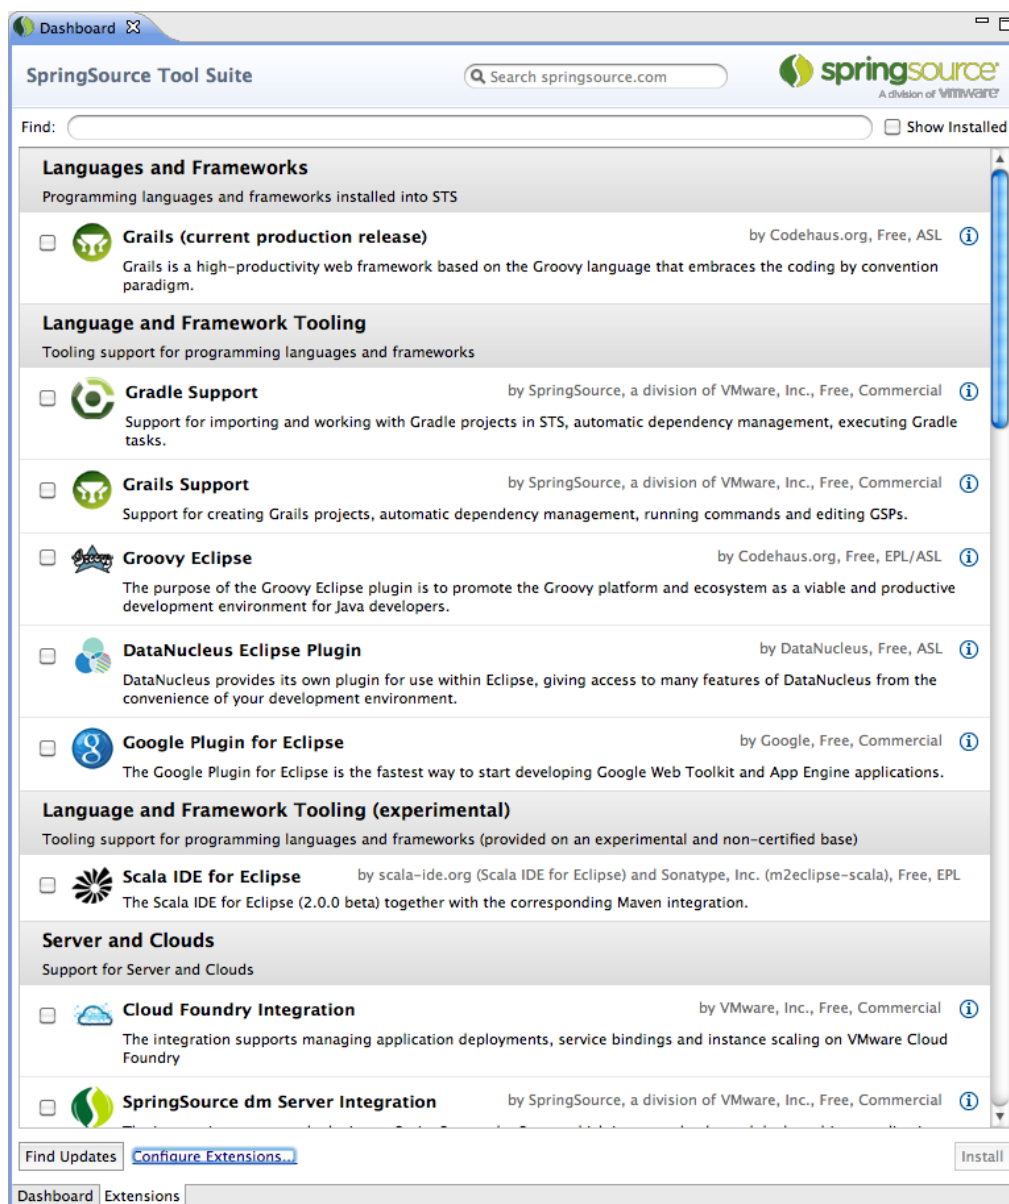 Dashboard
SpringSource Tool Suite
Search springsource.com
springsource
A division of vmware
Find:
Show Installed
Languages and Frameworks
Programming languages and frameworks installed into STS
Grails (current production release)
by Codehaus.org, Free, ASL
Grails is a high-productivity web framework based on the Groovy language that embraces the coding by convention
paradigm.
Language and Framework Tooling
Tooling support for programming languages and frameworks
Gradle Support
by SpringSource, a division of VMware, Inc., Free, Commercial
Support for importing and working with Gradle projects in STS, automatic dependency management, executing Gradle
tasks.
Grails Support
by SpringSource, a division of VMware, Inc., Free, Commercial
Support for creating Grails projects, automatic dependency management, running commands and editing GSPs.
Groovy Eclipse
by Codehaus.org, Free, EPL/ASL
The purpose of the Groovy Eclipse plugin is to promote the Groovy platform and ecosystem as a viable and productive
development environment for Java developers.
DataNucleus Eclipse Plugin
by DataNucleus, Free, ASL
DataNucleus provides its own plugin for use within Eclipse, giving access to many features of DataNucleus from the
convenience of your development environment.
Google Plugin for Eclipse
by Google, Free, Commercial
The Google Plugin for Eclipse is the fastest way to start developing Google Web Toolkit and App Engine applications.
Language and Framework Tooling (experimental)
Tooling support for programming languages and frameworks (provided on an experimental and non-certified base)
Scala IDE for Eclipse
by scala-ide.org (Scala IDE for Eclipse) and Sonatype, Inc. (m2eclipse-scala), Free, EPL
The Scala IDE for Eclipse (2.0.0 beta) together with the corresponding Maven integration.
Server and Clouds
Support for Server and Clouds
Cloud Foundry Integration
by VMware, Inc., Free, Commercial
The integration supports managing application deployments, service bindings and instance scaling on VMware Cloud
Foundry
SpringSource dm Server Integration
by SpringSource, a division of VMware, Inc., Free, Commercial
Find Updates
Configure Extensions...
Install
Dashboard
Extensions